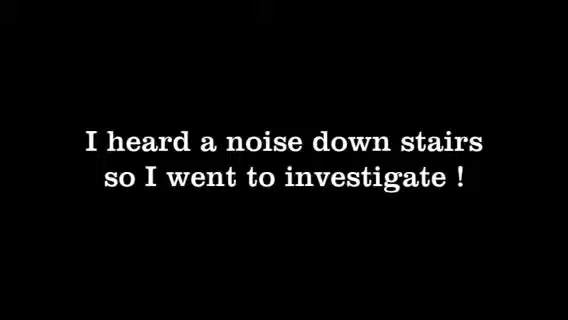 I heard a noise down stairs
so I went to investigate !